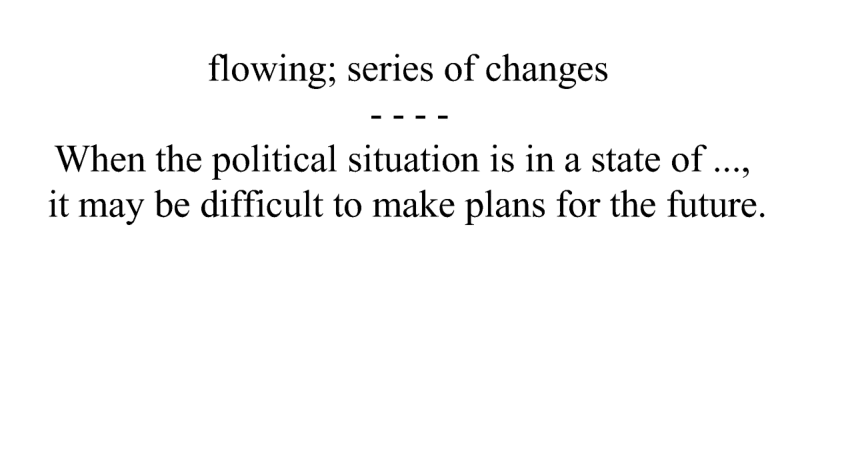 flowing; series of changes
- - - -
When the political situation is in a state of ...,
it may be difficult to make plans for the future.